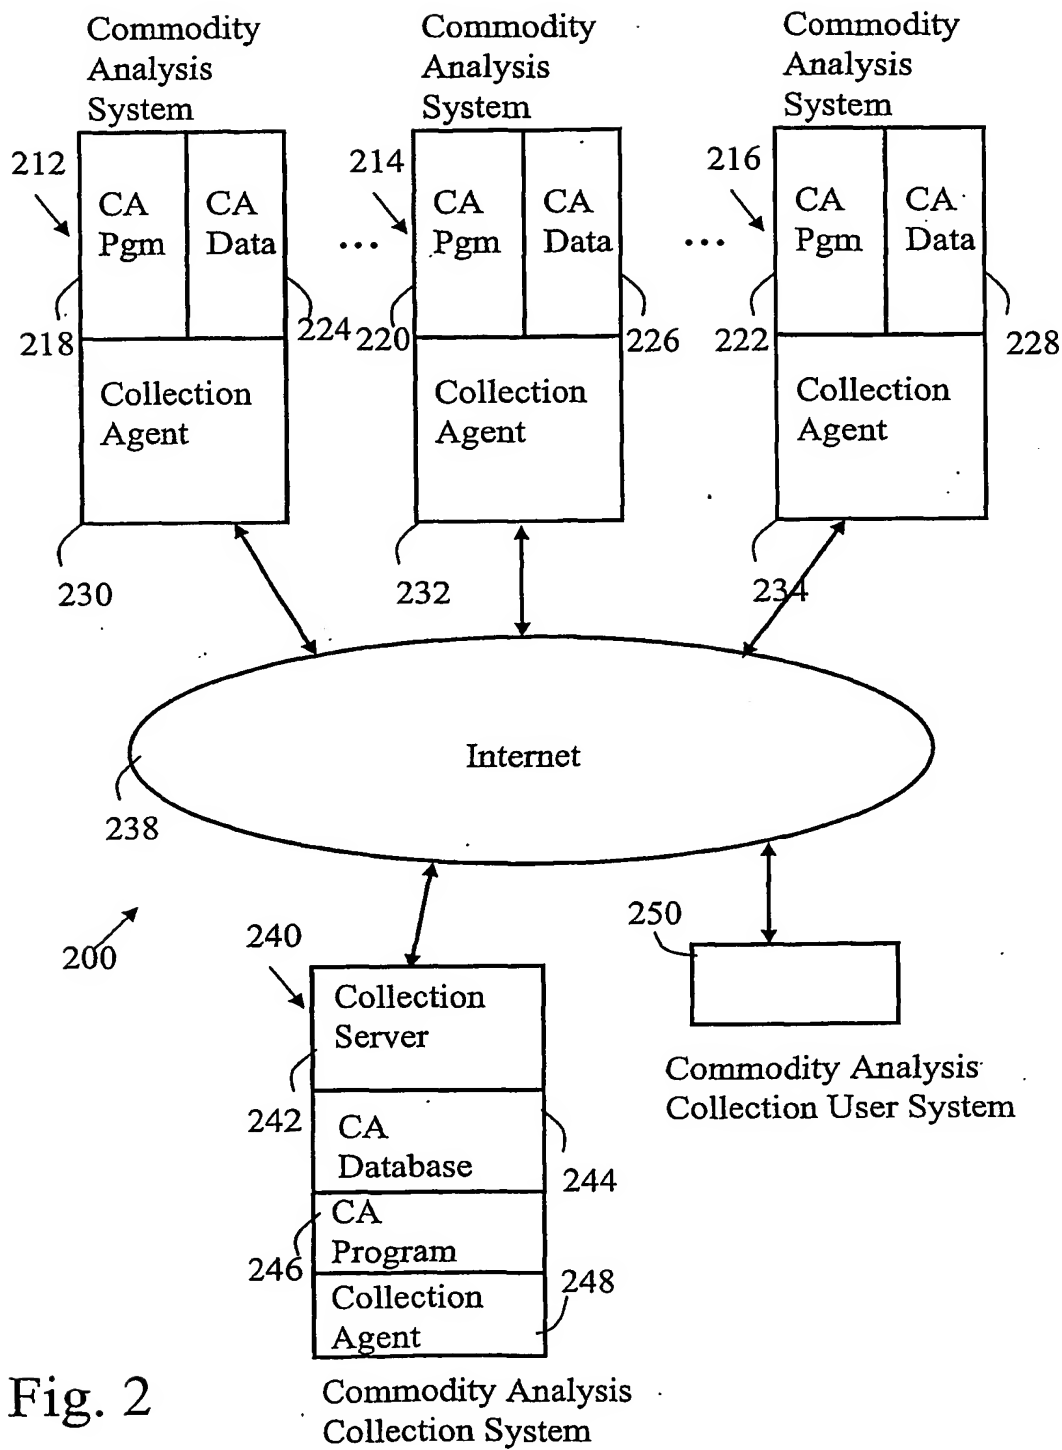 Commodity
Analysis
System
Commodity
Analysis
System
Commodity
Analysis
System
212
CA
Pgm
CA
Data
...
214
CA
Pgm
CA
Data
...
216
CA
Pgm
CA
Data
218
224
220
226
222
228
Collection
Agent
Collection
Agent
Collection
Agent
230
232
234
Internet
238
200
240
250
Collection
Server
242
CA
Database
244
CA
Program
246
Collection
Agent
248
Commodity Analysis
Collection User System
Commodity Analysis
Collection System
Fig. 2